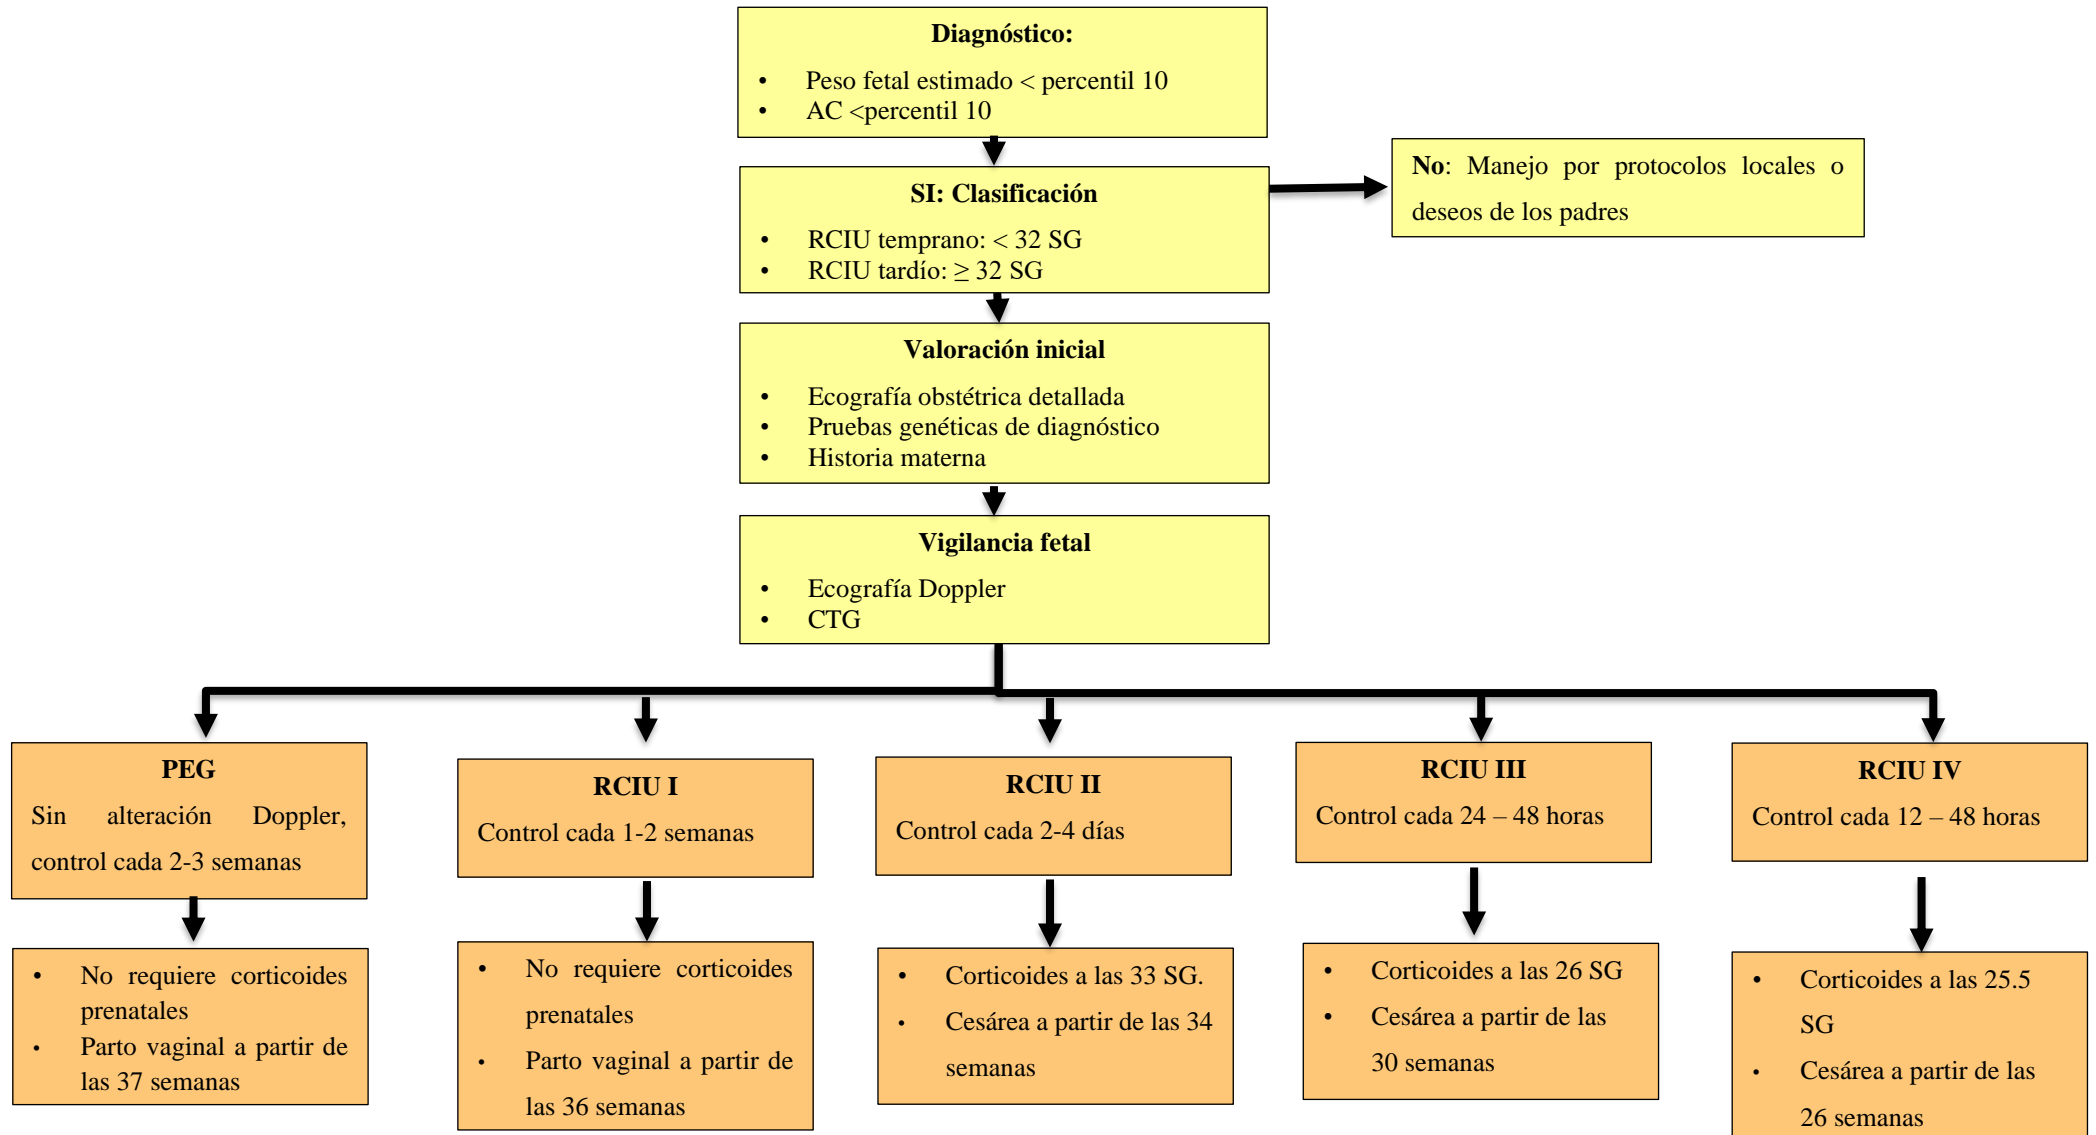 Diagnóstico:
• Peso fetal estimado < percentil 10
• AC <percentil 10
SI: Clasificación
• RCIU temprano: < 32 SG
• RCIU tardío: ≥ 32 SG
No: Manejo por protocolos locales o
deseos de los padres
Valoración inicial
• Ecografía obstétrica detallada
• Pruebas genéticas de diagnóstico
• Historia materna
Vigilancia fetal
• Ecografía Doppler
• CTG
PEG
Sin alteración Doppler,
control cada 2-3 semanas
RCIU I
Control cada 1-2 semanas
RCIU II
Control cada 2-4 días
RCIU III
Control cada 24 – 48 horas
RCIU IV
Control cada 12 – 48 horas
• No requiere corticoides
prenatales
• Parto vaginal a partir de
las 37 semanas
• No requiere corticoides
prenatales
• Parto vaginal a partir de
las 36 semanas
• Corticoides a las 33 SG.
• Cesárea a partir de las 34
semanas
• Corticoides a las 26 SG
• Cesárea a partir de las
30 semanas
• Corticoides a las 25.5
SG
• Cesárea a partir de las
26 semanas